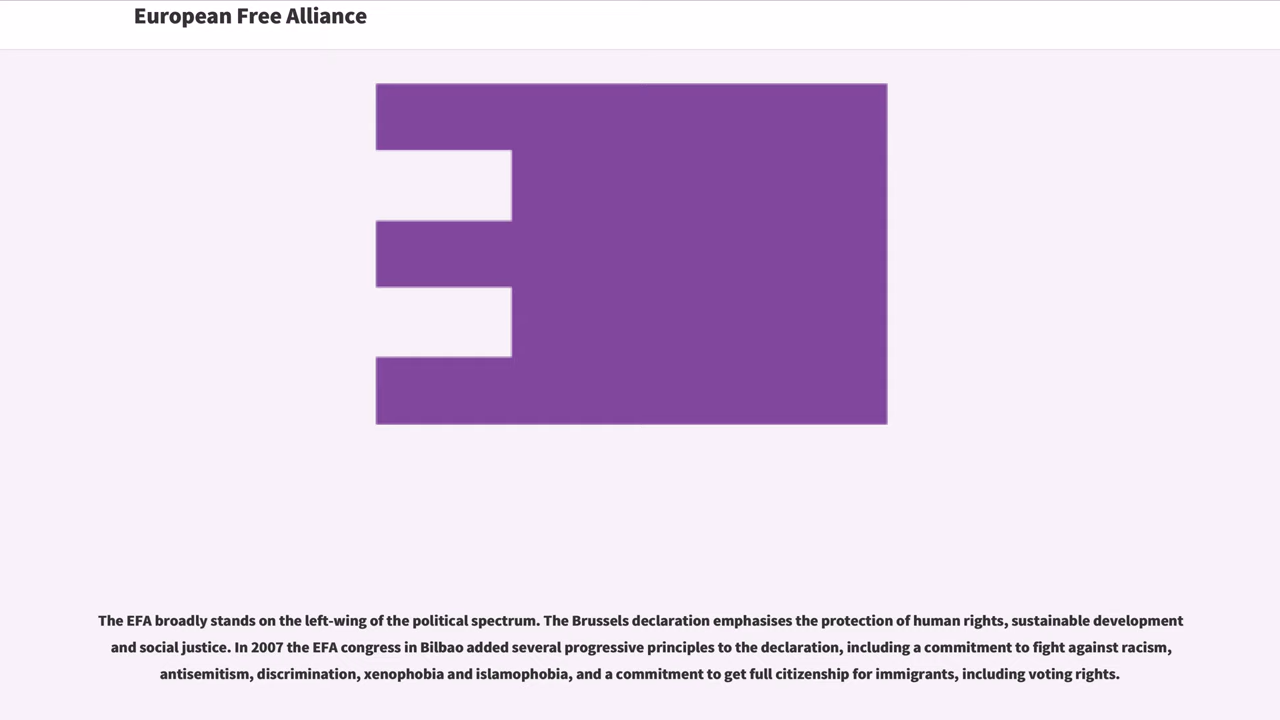 European Free Alliance
The EFA broadly stands on the left-wing of the political spectrum. The Brussels declaration emphasises the protection of human rights, sustainable development
and social justice. In 2007 the EFA congress in Bilbao added several progressive principles to the declaration, including a commitment to fight against racism,
antisemitism, discrimination, xenophobia and islamophobia, and a commitment to get full citizenship for immigrants, including voting rights.